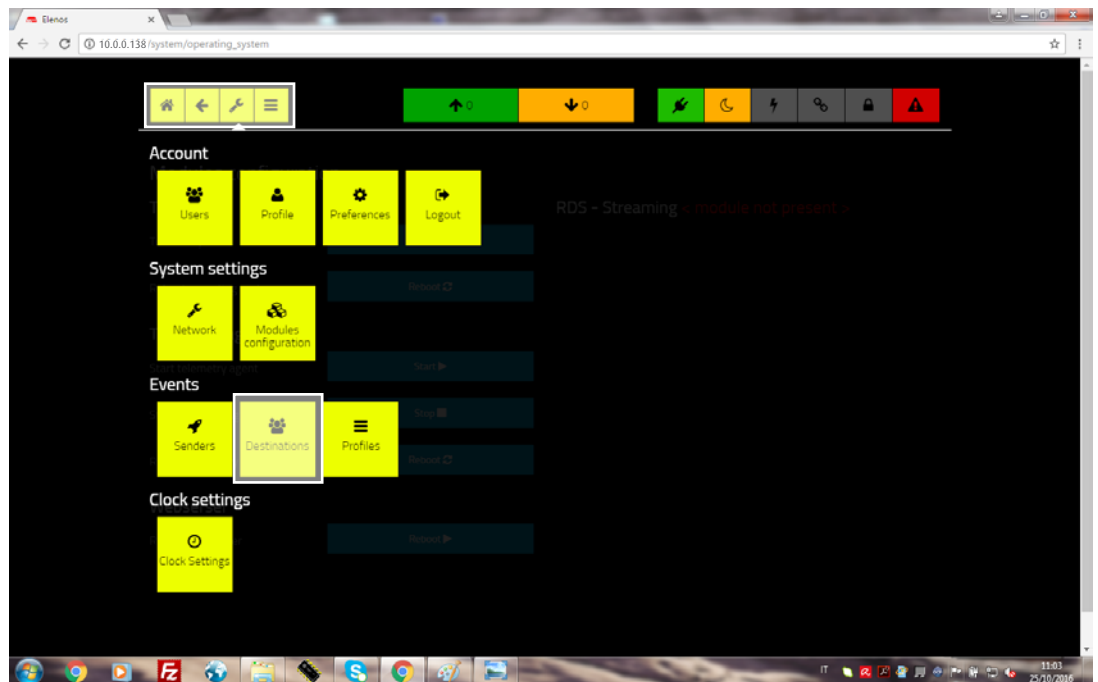 Elenos
10.0.0.138/system/operating_system
0
0
Account
RDS - Streaming < module not present >
Users
Profile
Preferences
Logout
System settings
Reboot
Network
Modules
configuration
Start telemetry agent
Start
Events
Stop
Senders
Destinations
Profiles
Reboot
Clock settings
Webserser
Reboot
Clock Settings
IT
11:03
25/10/2016